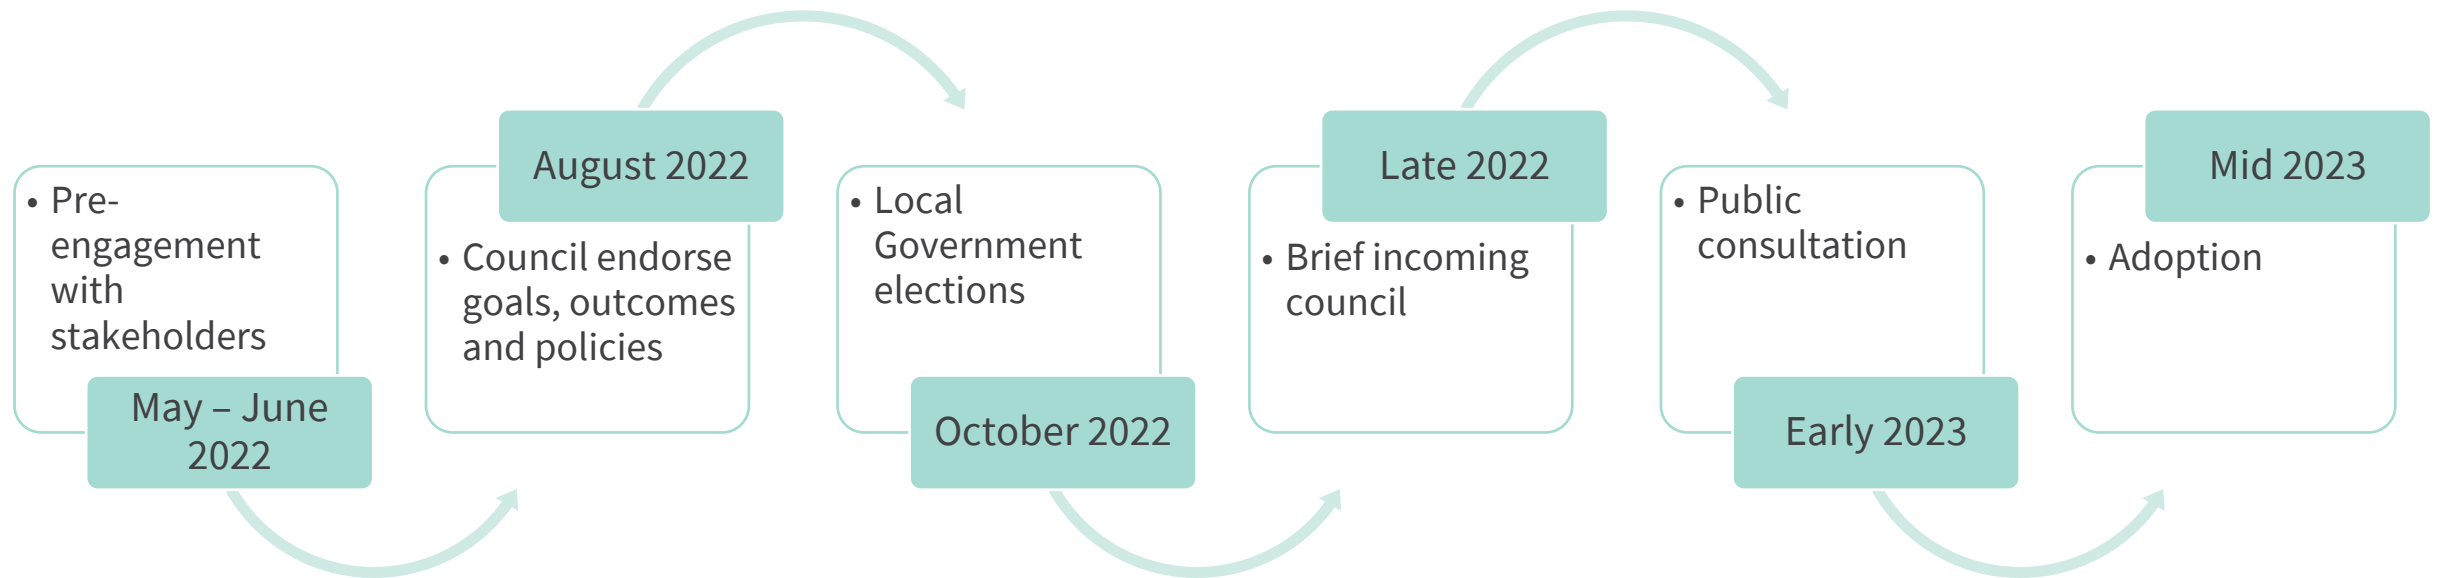 • Pre-
engagement
with
stakeholders
May – June
2022
August 2022
• Council endorse
goals, outcomes
and policies
• Local
Government
elections
October 2022
Late 2022
• Brief incoming
council
• Public
consultation
Early 2023
Mid 2023
• Adoption